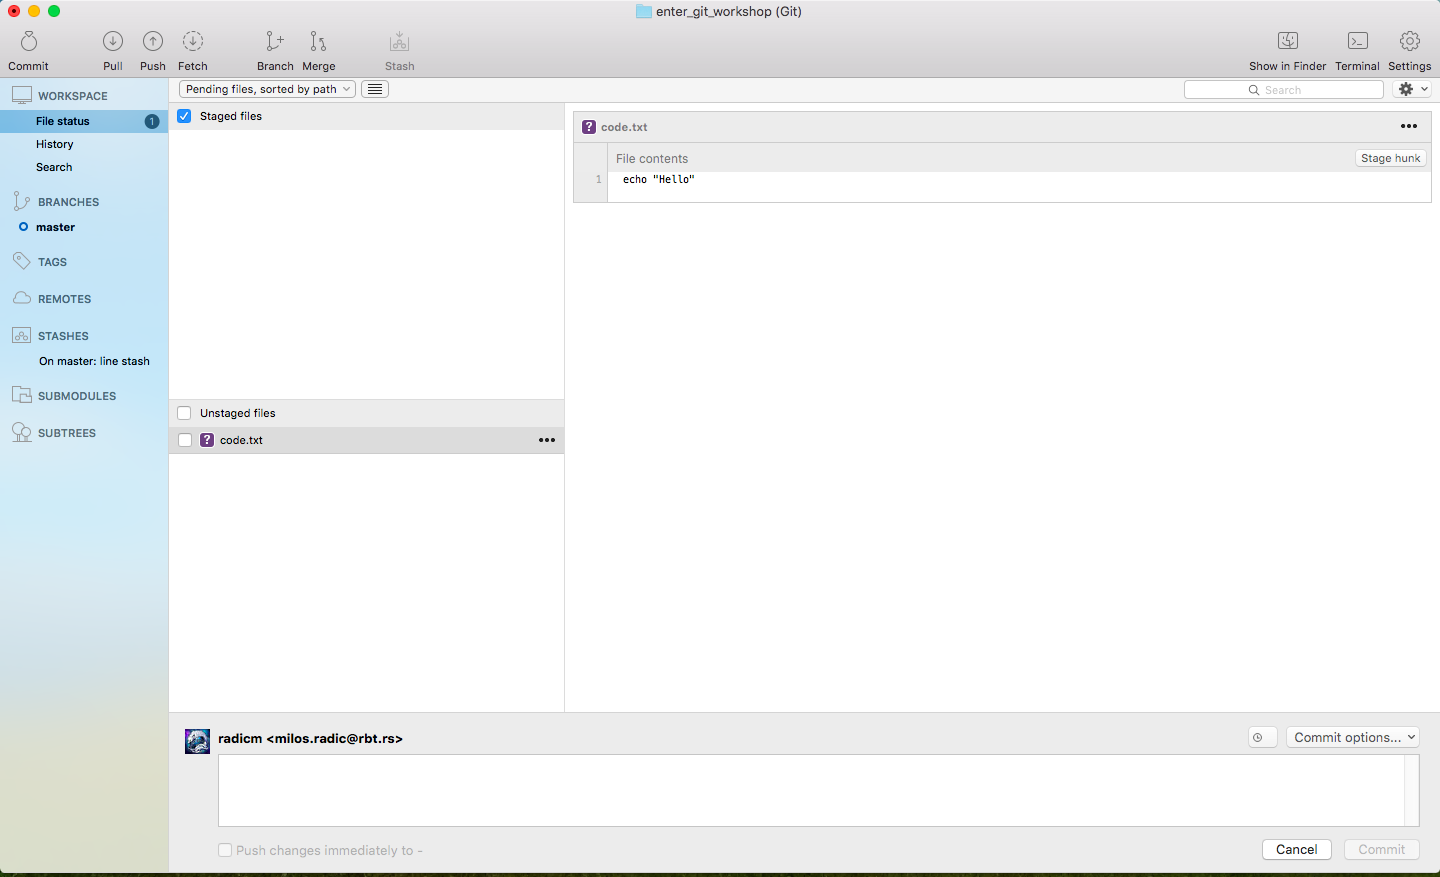 enter_git_workshop (Git)
Commit Pull Push Fetch Branch Merge Stash Show in Finder Terminal Settings
Pending files, sorted by path
Search
WORKSPACE
File status 1
History
Search
BRANCHES
master
TAGS
REMOTES
STASHES
On master: line stash
SUBMODULES
SUBTREES
Staged files
Unstaged files
? code.txt •••
? code.txt •••
File contents Stage hunk
1 echo "Hello"
radicm <milos.radic@rbt.rs>
Commit options...
Push changes immediately to -
Cancel Commit